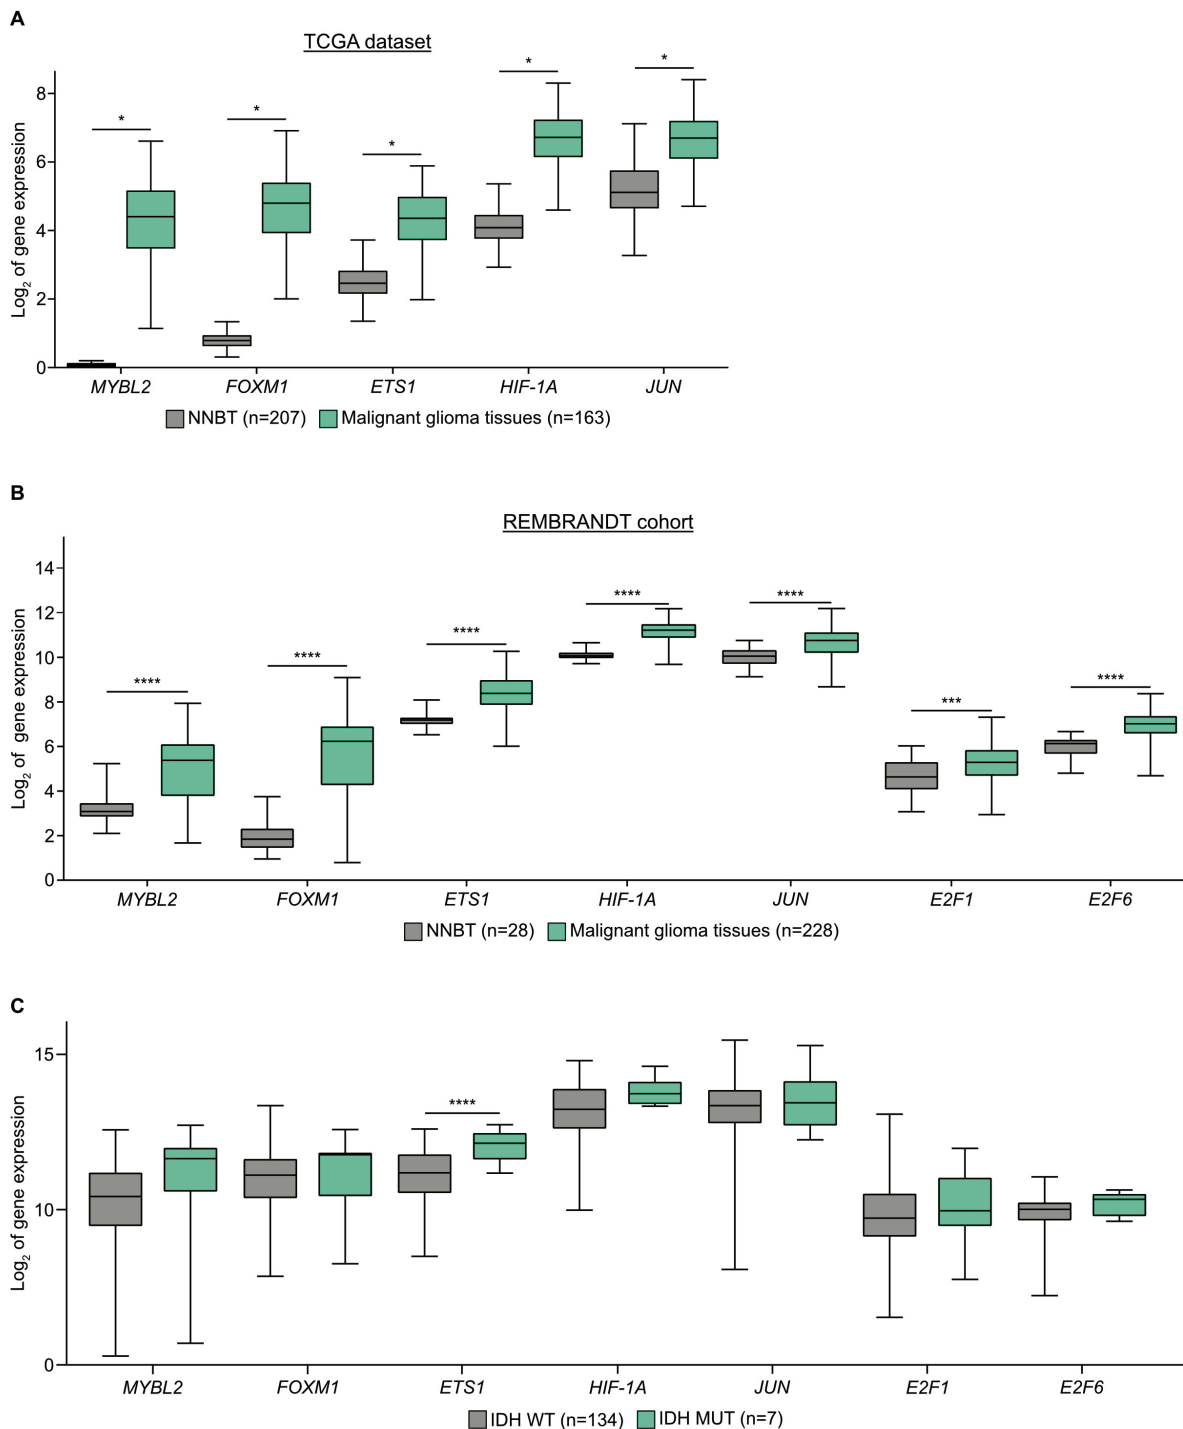 A
TCGA dataset
Log2 of gene expression
8
6
4
2
0
* * * * *
MYBL2 FOXM1 ETS1 HIF-1A JUN
NNBT (n=207) Malignant glioma tissues (n=163)
B
REMBRANDT cohort
Log2 of gene expression
14
12
10
8
6
4
2
0
**** **** **** **** **** *** ****
MYBL2 FOXM1 ETS1 HIF-1A JUN E2F1 E2F6
NNBT (n=28) Malignant glioma tissues (n=228)
C
Log2 of gene expression
15
10
0
****
MYBL2 FOXM1 ETS1 HIF-1A JUN E2F1 E2F6
IDH WT (n=134) IDH MUT (n=7)